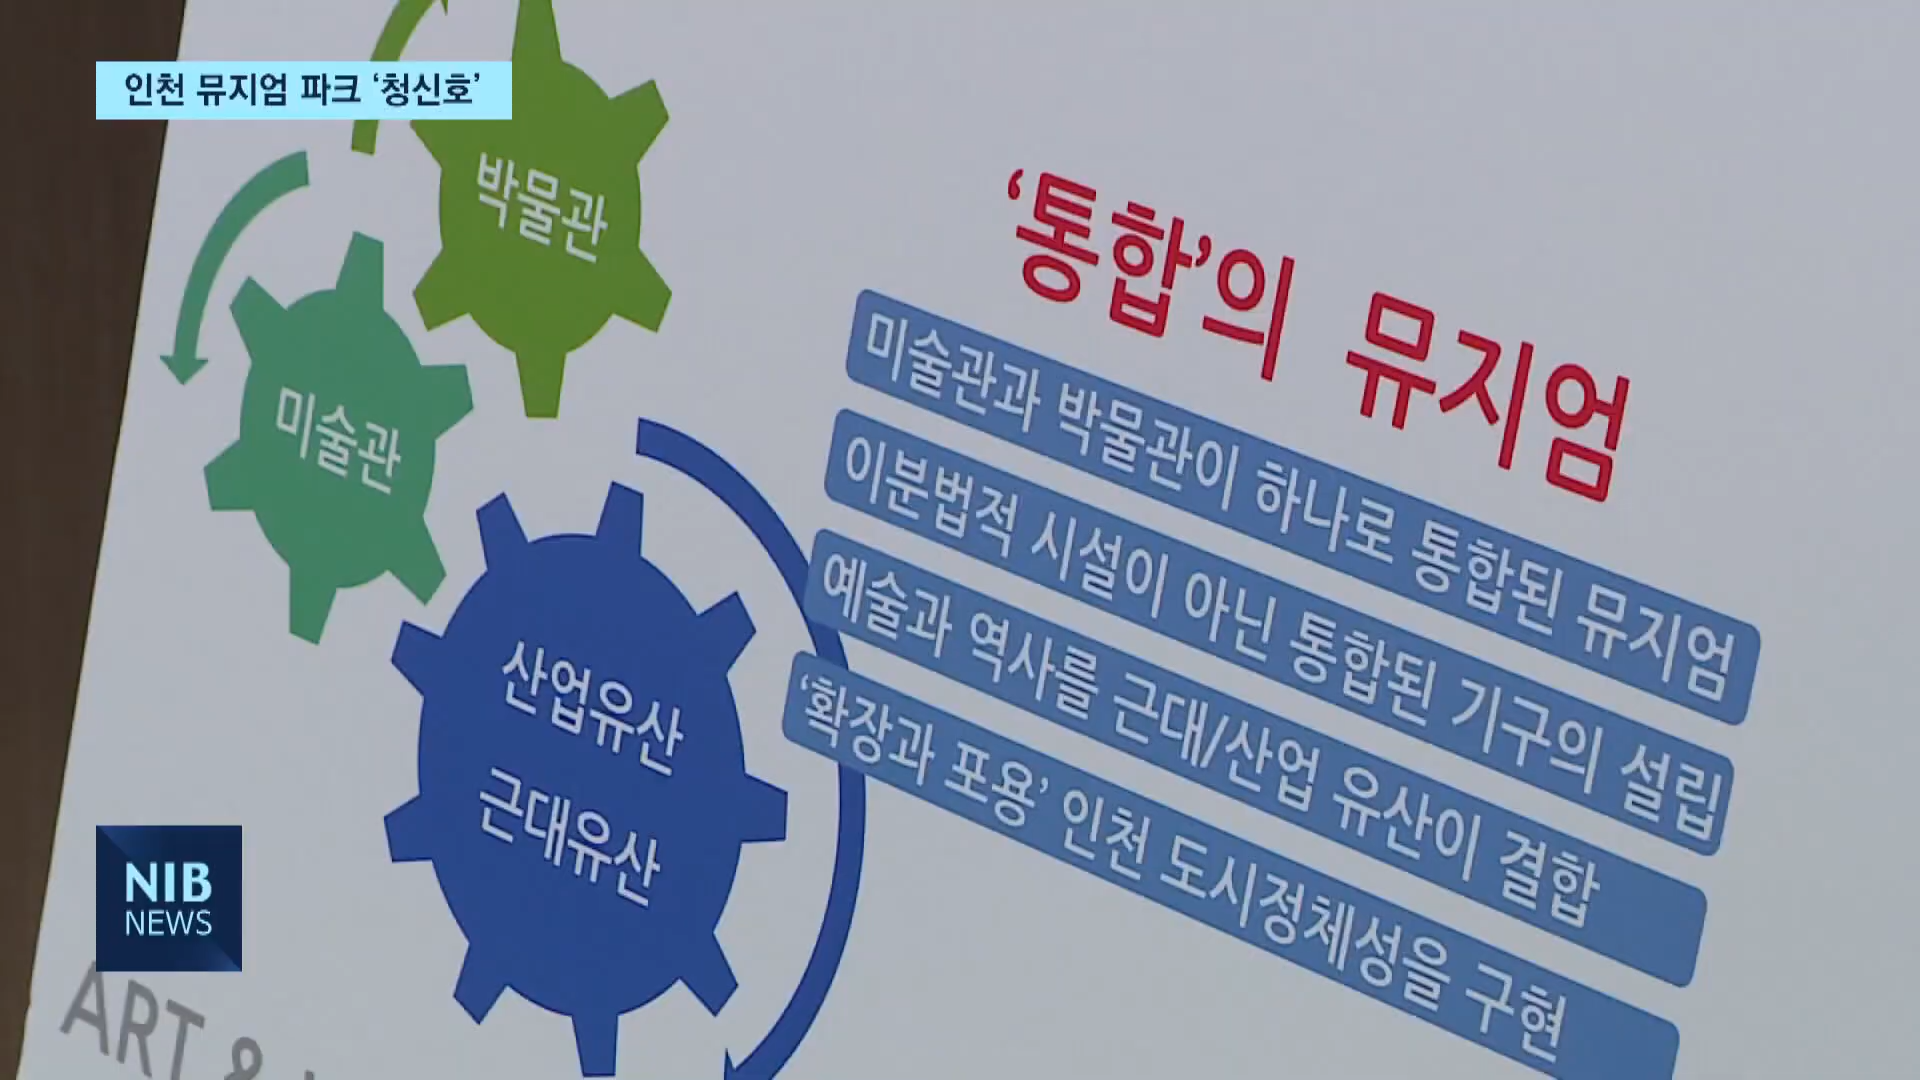 인천 뮤지엄 파크 ‘청신호’
박물관
미술관
산업유산
근대유산
‘통합’의 뮤지엄
미술관과 박물관이 하나로 통합된 뮤지엄
이분법적 시설이 아닌 통합된 기구의 설립
예술과 역사를 근대/산업 유산이 결합
‘확장과 포용’ 인천 도시정체성을 구현
NIB
NEWS
ART &